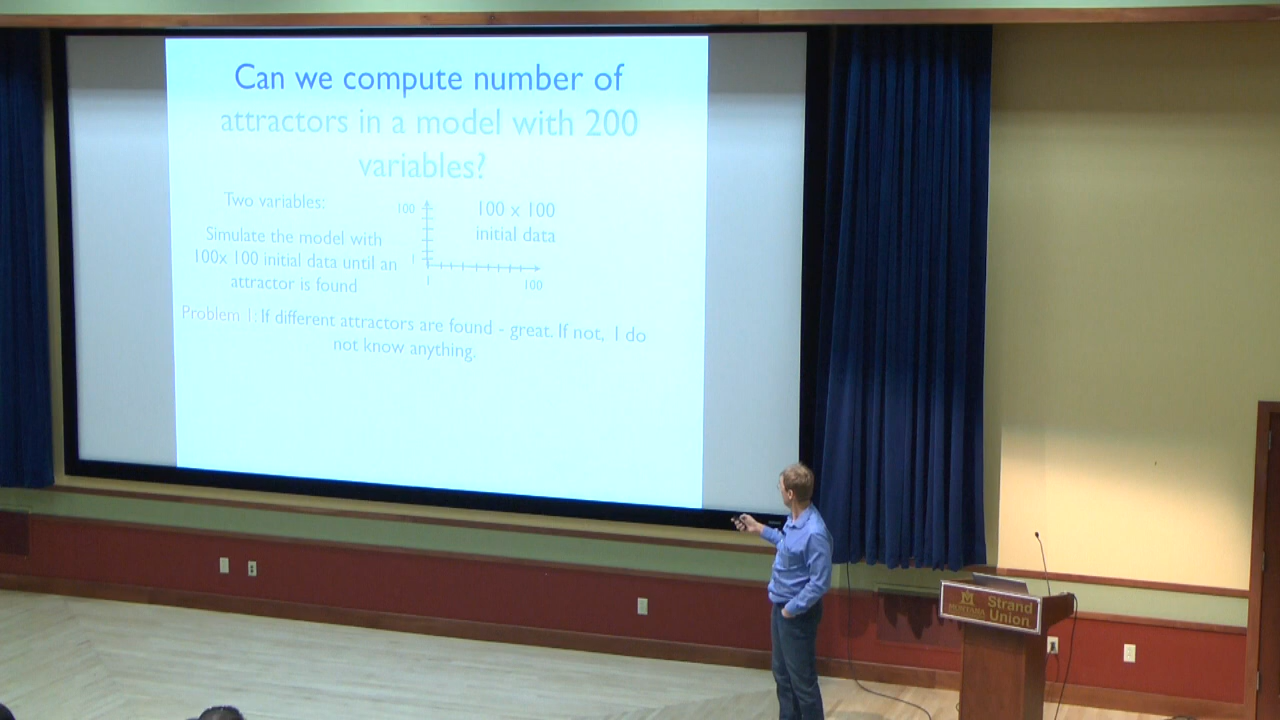 Can we compute number of
attractors in a model with 200
variables?
Two variables:
Simulate the model with
100x 100 initial data until an
attractor is found
100
1
1
100
100 x 100
initial data
Problem 1: If different attractors are found - great. If not, I do
not know anything.
M
MONTANA
Strand
Union